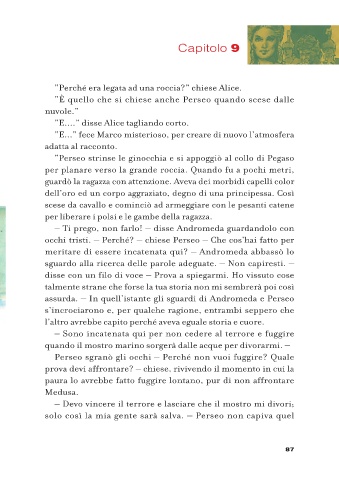 Capitolo 9
"Perché era legata ad una roccia?" chiese Alice.
"È quello che si chiese anche Perseo quando scese dalle
nuvole."
"E...." disse Alice tagliando corto.
"E..." fece Marco misterioso, per creare di nuovo l'atmosfera
adatta al racconto.
"Perseo strinse le ginocchia e si appoggiò al collo di Pegaso
per planare verso la grande roccia. Quando fu a pochi metri,
guardò la ragazza con attenzione. Aveva dei morbidi capelli color
dell'oro ed un corpo aggraziato, degno di una principessa. Così
scese da cavallo e cominciò ad armeggiare con le pesanti catene
per liberare i polsi e le gambe della ragazza.
– Ti prego, non farlo! – disse Andromeda guardandolo con
occhi tristi. – Perché? – chiese Perseo – Che cos'hai fatto per
meritare di essere incatenata qui? – Andromeda abbassò lo
sguardo alla ricerca delle parole adeguate. – Non capiresti. –
disse con un filo di voce – Prova a spiegarmi. Ho vissuto cose
talmente strane che forse la tua storia non mi sembrerà poi così
assurda. – In quell'istante gli sguardi di Andromeda e Perseo
s'incrociarono e, per qualche ragione, entrambi seppero che
l'altro avrebbe capito perché aveva eguale storia e cuore.
– Sono incatenata qui per non cedere al terrore e fuggire
quando il mostro marino sorgerà dalle acque per divorarmi. –
Perseo sgranò gli occhi – Perché non vuoi fuggire? Quale
prova devi affrontare? – chiese, rivivendo il momento in cui la
paura lo avrebbe fatto fuggire lontano, pur di non affrontare
Medusa.
– Devo vincere il terrore e lasciare che il mostro mi divori;
solo così la mia gente sarà salva. – Perseo non capiva quel
87